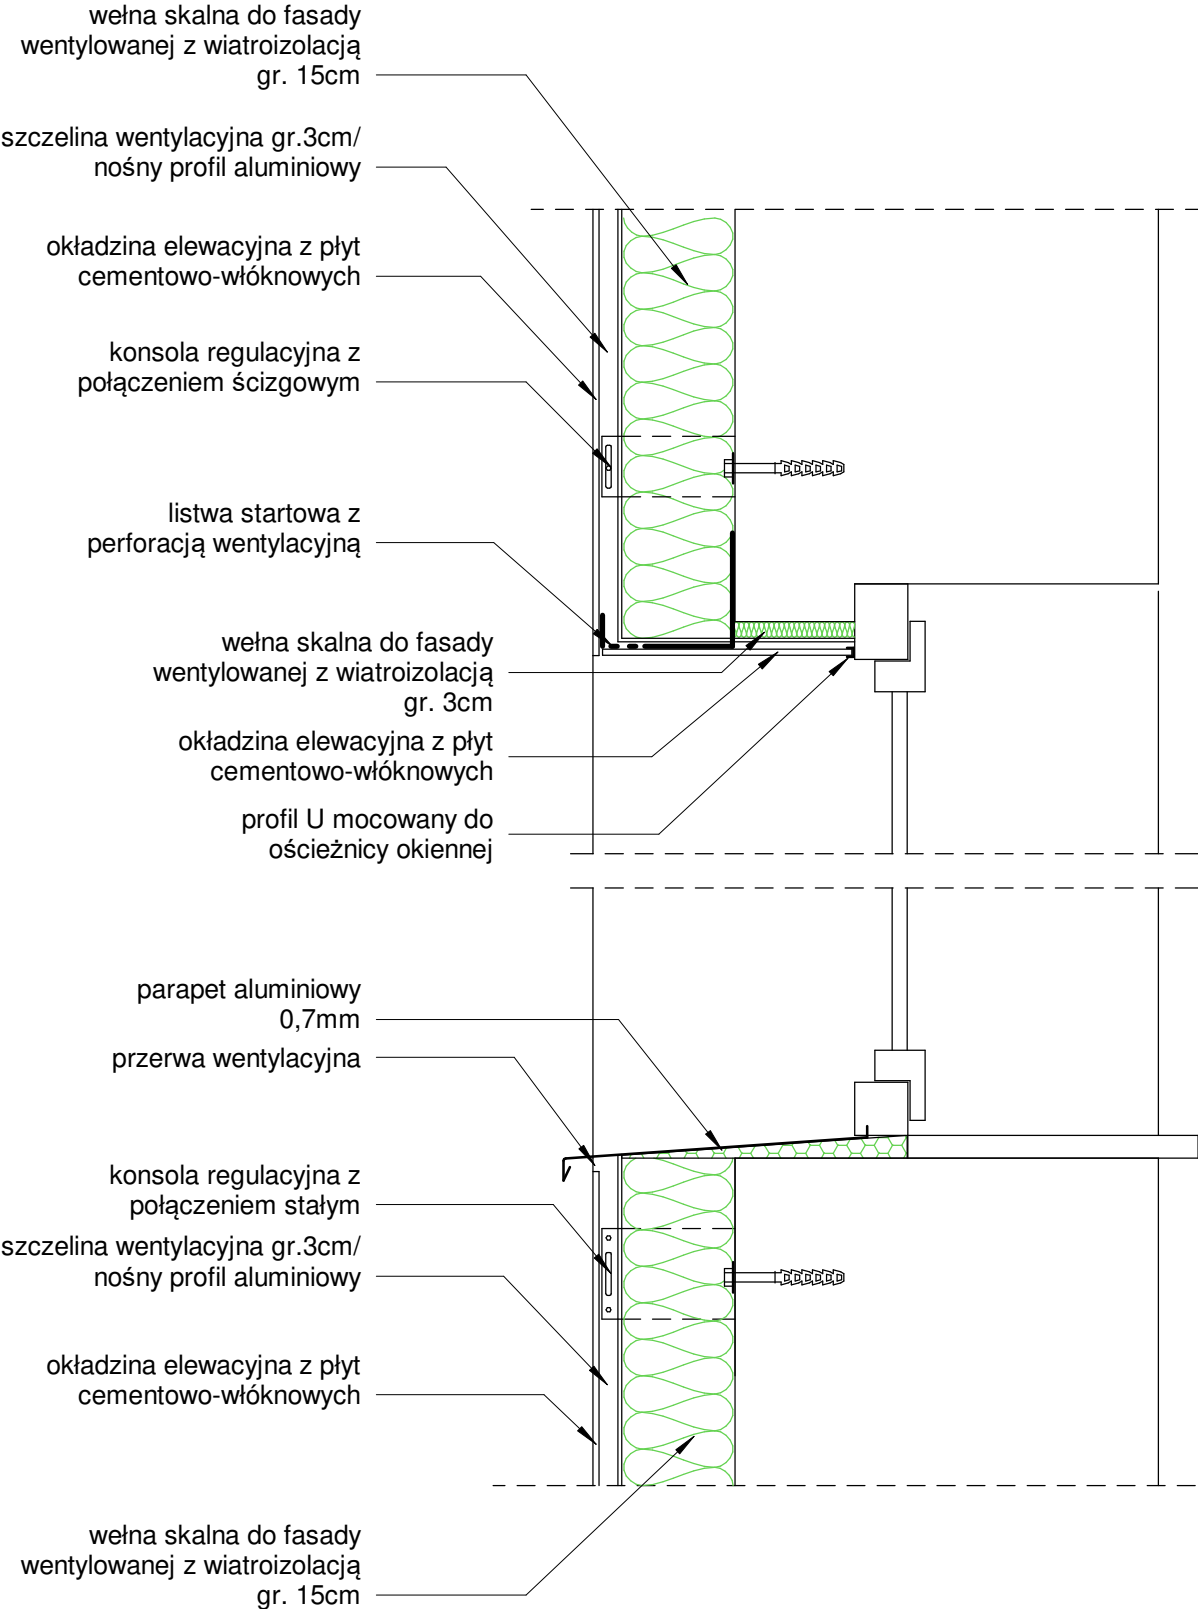 wełna skalna do fasady
wentylowanej z wiatroizolacją
gr. 15cm
szczelina wentylacyjna gr.3cm/
nośny profil aluminiowy
okładzina elewacyjna z płyt
cementowo-włóknowych
konsola regulacyjna z
połączeniem ścizgowym
listwa startowa z
perforacją wentylacyjną
wełna skalna do fasady
wentylowanej z wiatroizolacją
gr. 3cm
okładzina elewacyjna z płyt
cementowo-włóknowych
profil U mocowany do
ościeżnicy okiennej
parapet aluminiowy
0,7mm
przerwa wentylacyjna
konsola regulacyjna z
połączeniem stałym
szczelina wentylacyjna gr.3cm/
nośny profil aluminiowy
okładzina elewacyjna z płyt
cementowo-włóknowych
wełna skalna do fasady
wentylowanej z wiatroizolacją
gr. 15cm